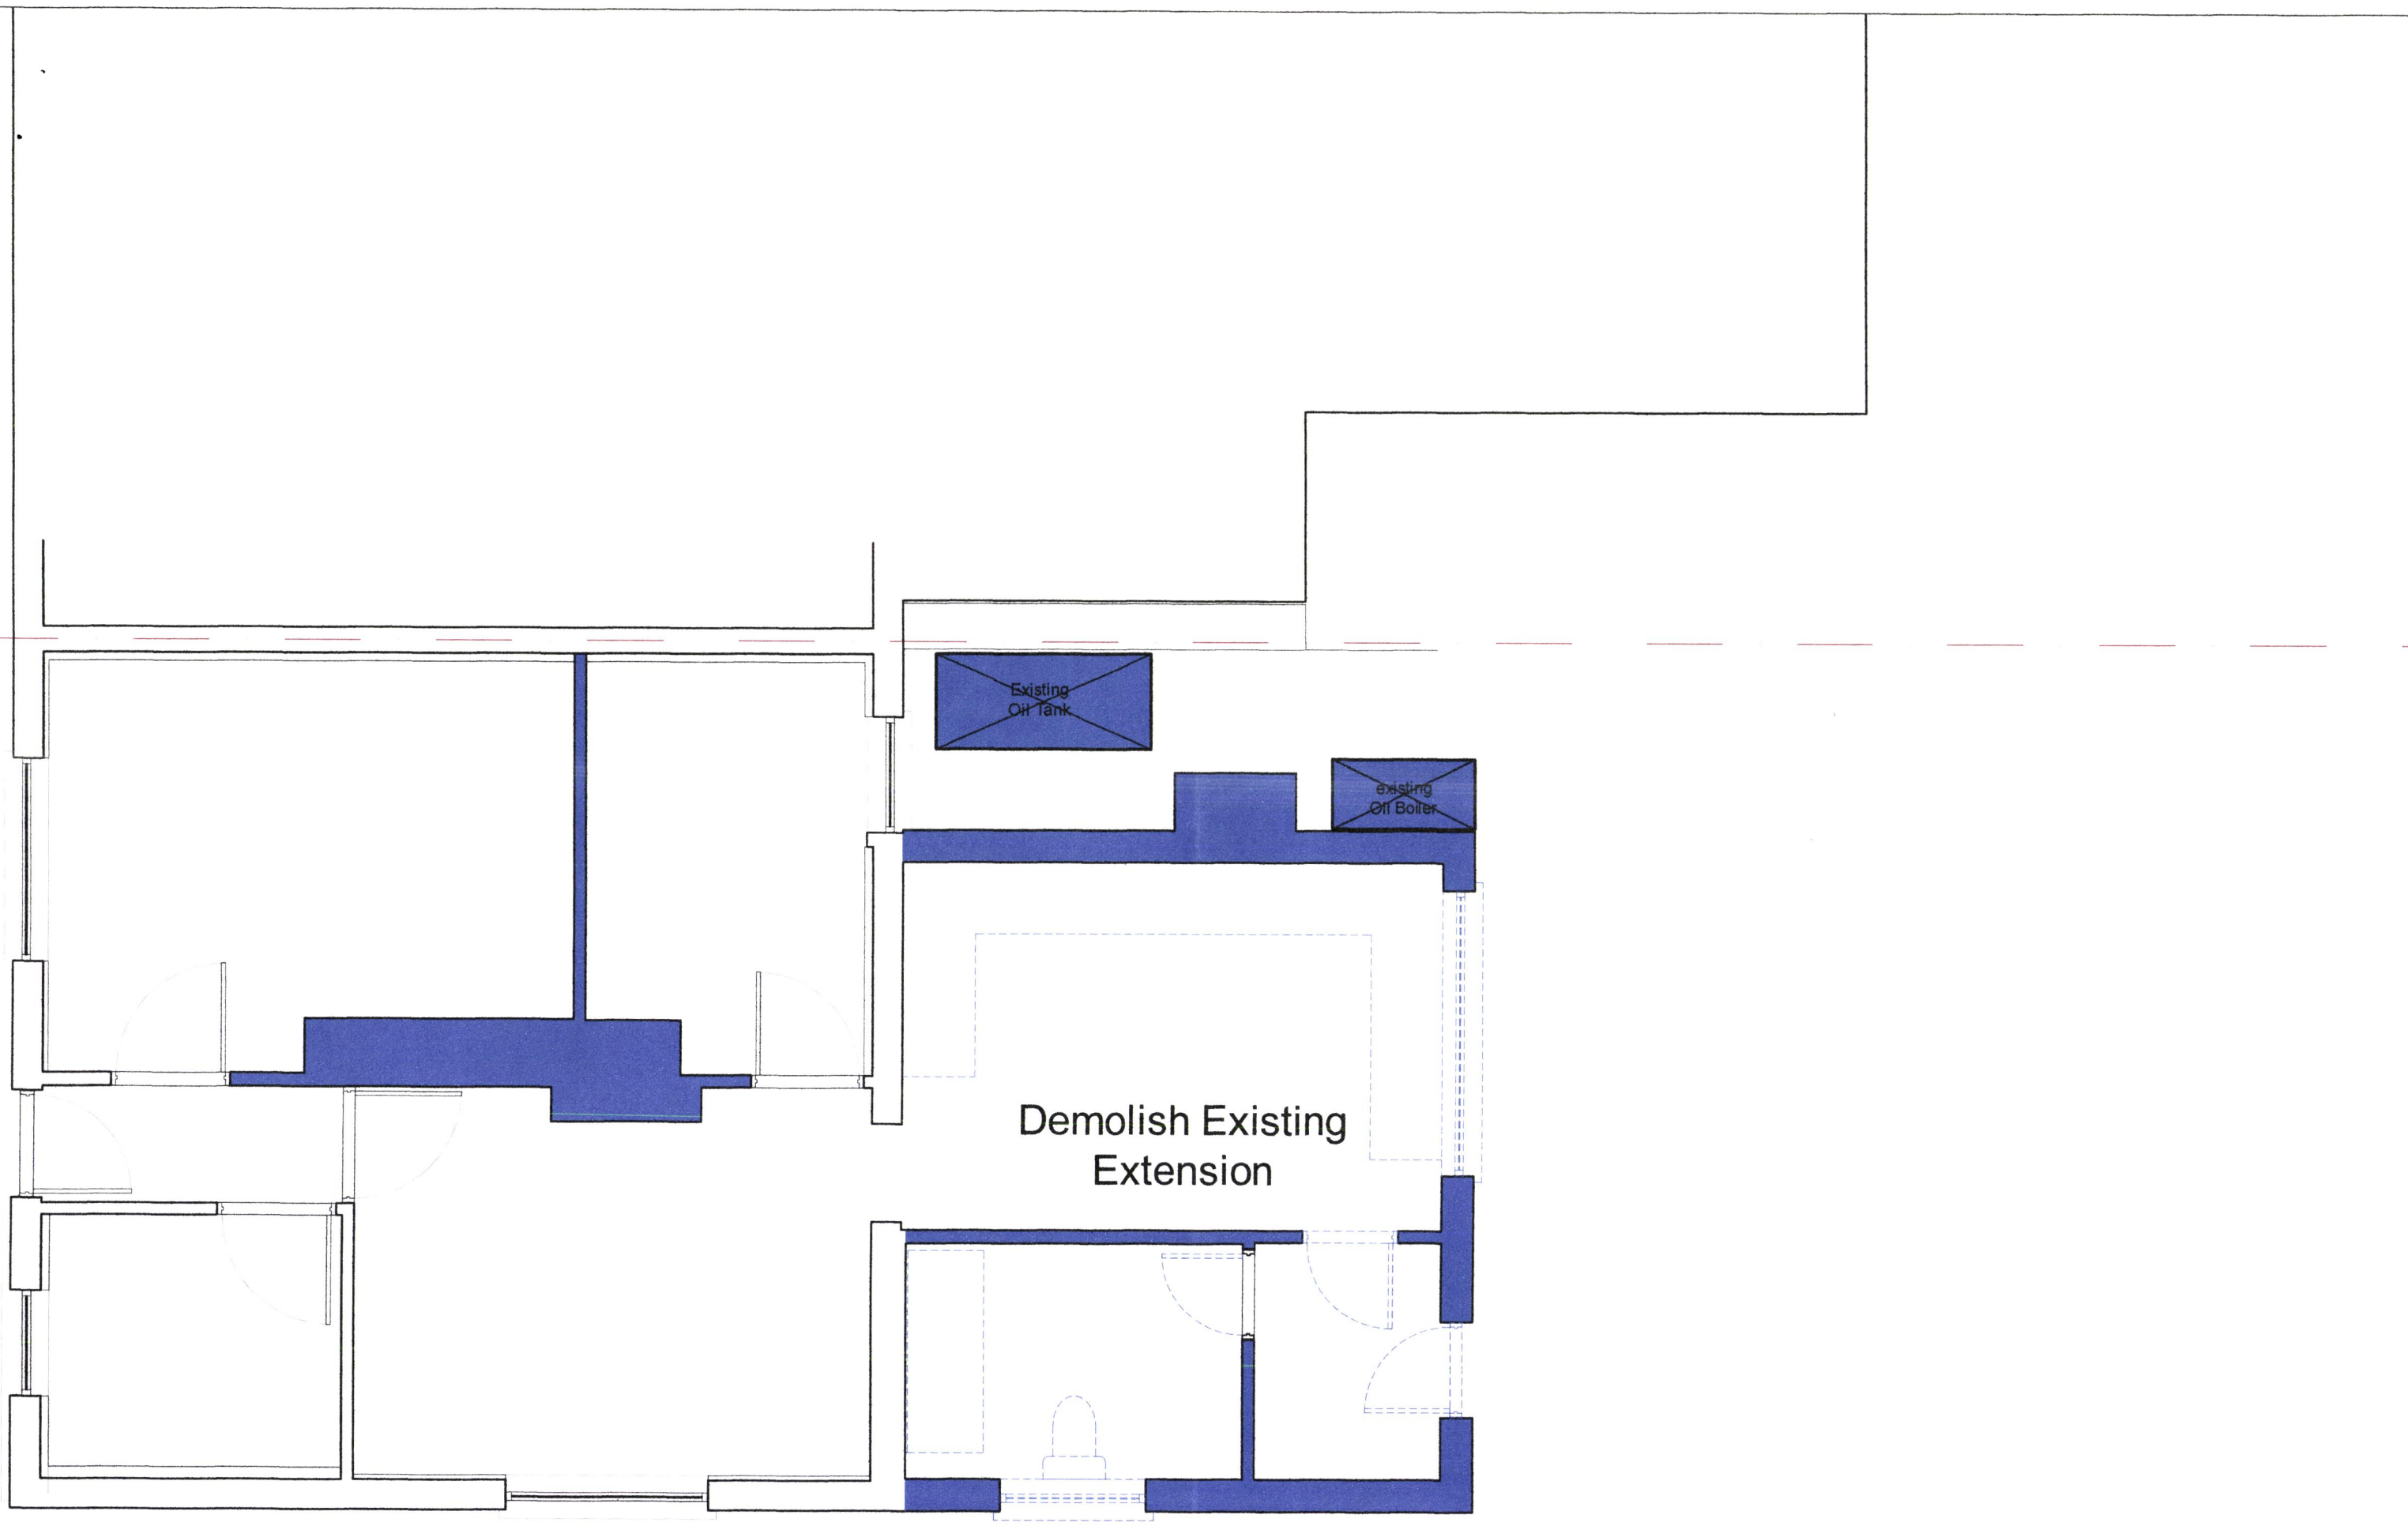 Existing
Oil Tank
existing
Oil Boiler
Demolish Existing
Extension